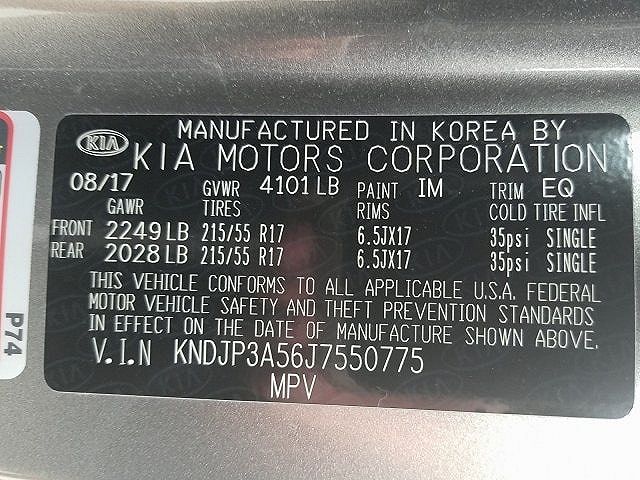 KIA MANUFACTURED IN KOREA BY
KIA MOTORS CORPORATION
08/17 GVWR 4101 LB PAINT IM TRIM EQ
GAWR TIRES RIMS COLD TIRE INFL
FRONT 2249 LB 215/55 R17 6.5JX17 35psi SINGLE
REAR 2028 LB 215/55 R17 6.5JX17 35psi SINGLE
THIS VEHICLE CONFORMS TO ALL APPLICABLE U.S.A. FEDERAL
MOTOR VEHICLE SAFETY AND THEFT PREVENTION STANDARDS
IN EFFECT ON THE DATE OF MANUFACTURE SHOWN ABOVE.
V.I.N KNDJP3A56J7550775
MPV
P74